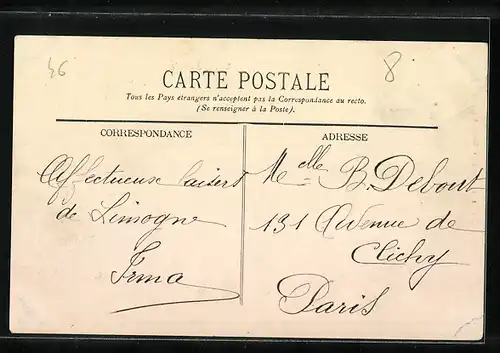 46
8
CARTE POSTALE
Tous les Pays étrangers n'acceptent pas la Correspondance au recto.
(Se renseigner à la Poste).
CORRESPONDANCE
Affectueuse baisers
de Limogne
Irma
ADRESSE
Melle B. Debout
131 Avenue de
Clichy
Paris